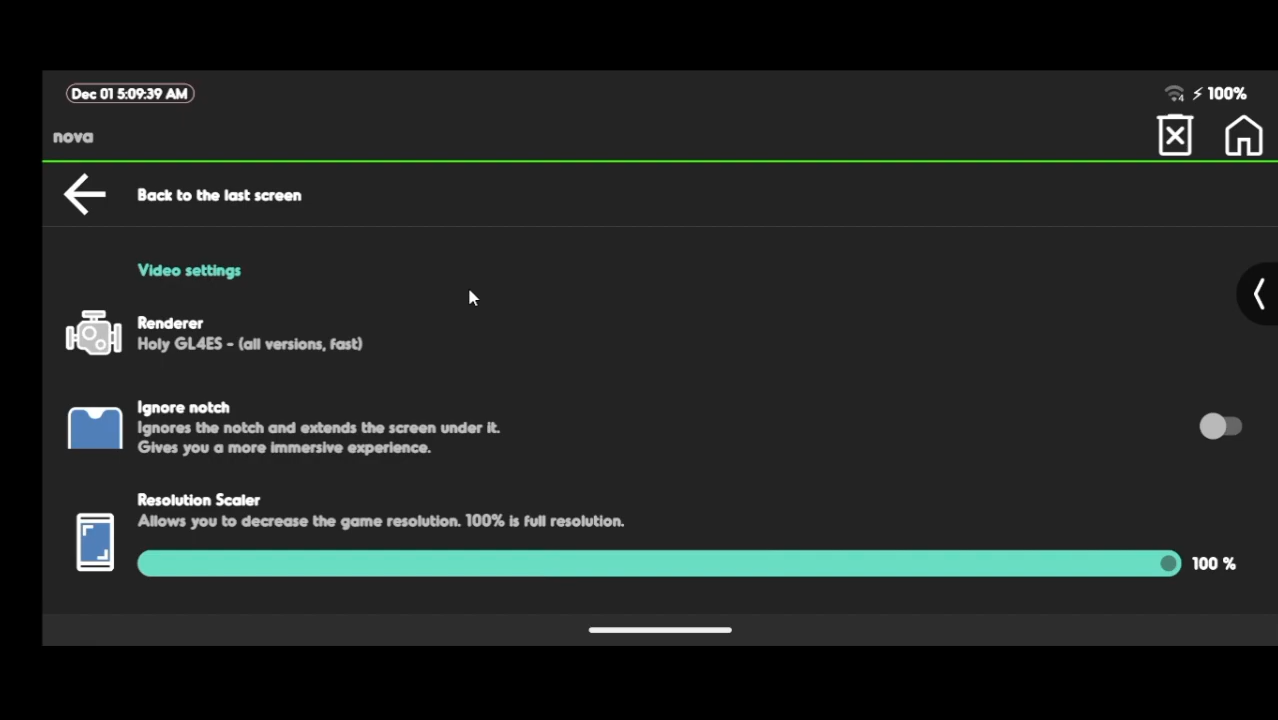 Dec 01 5:09:39 AM
4 100%
nova
Back to the last screen
Video settings
Renderer
Holy GL4ES - (all versions, fast)
Ignore notch
Ignores the notch and extends the screen under it.
Gives you a more immersive experience.
Resolution Scaler
Allows you to decrease the game resolution. 100% is full resolution.
100 %